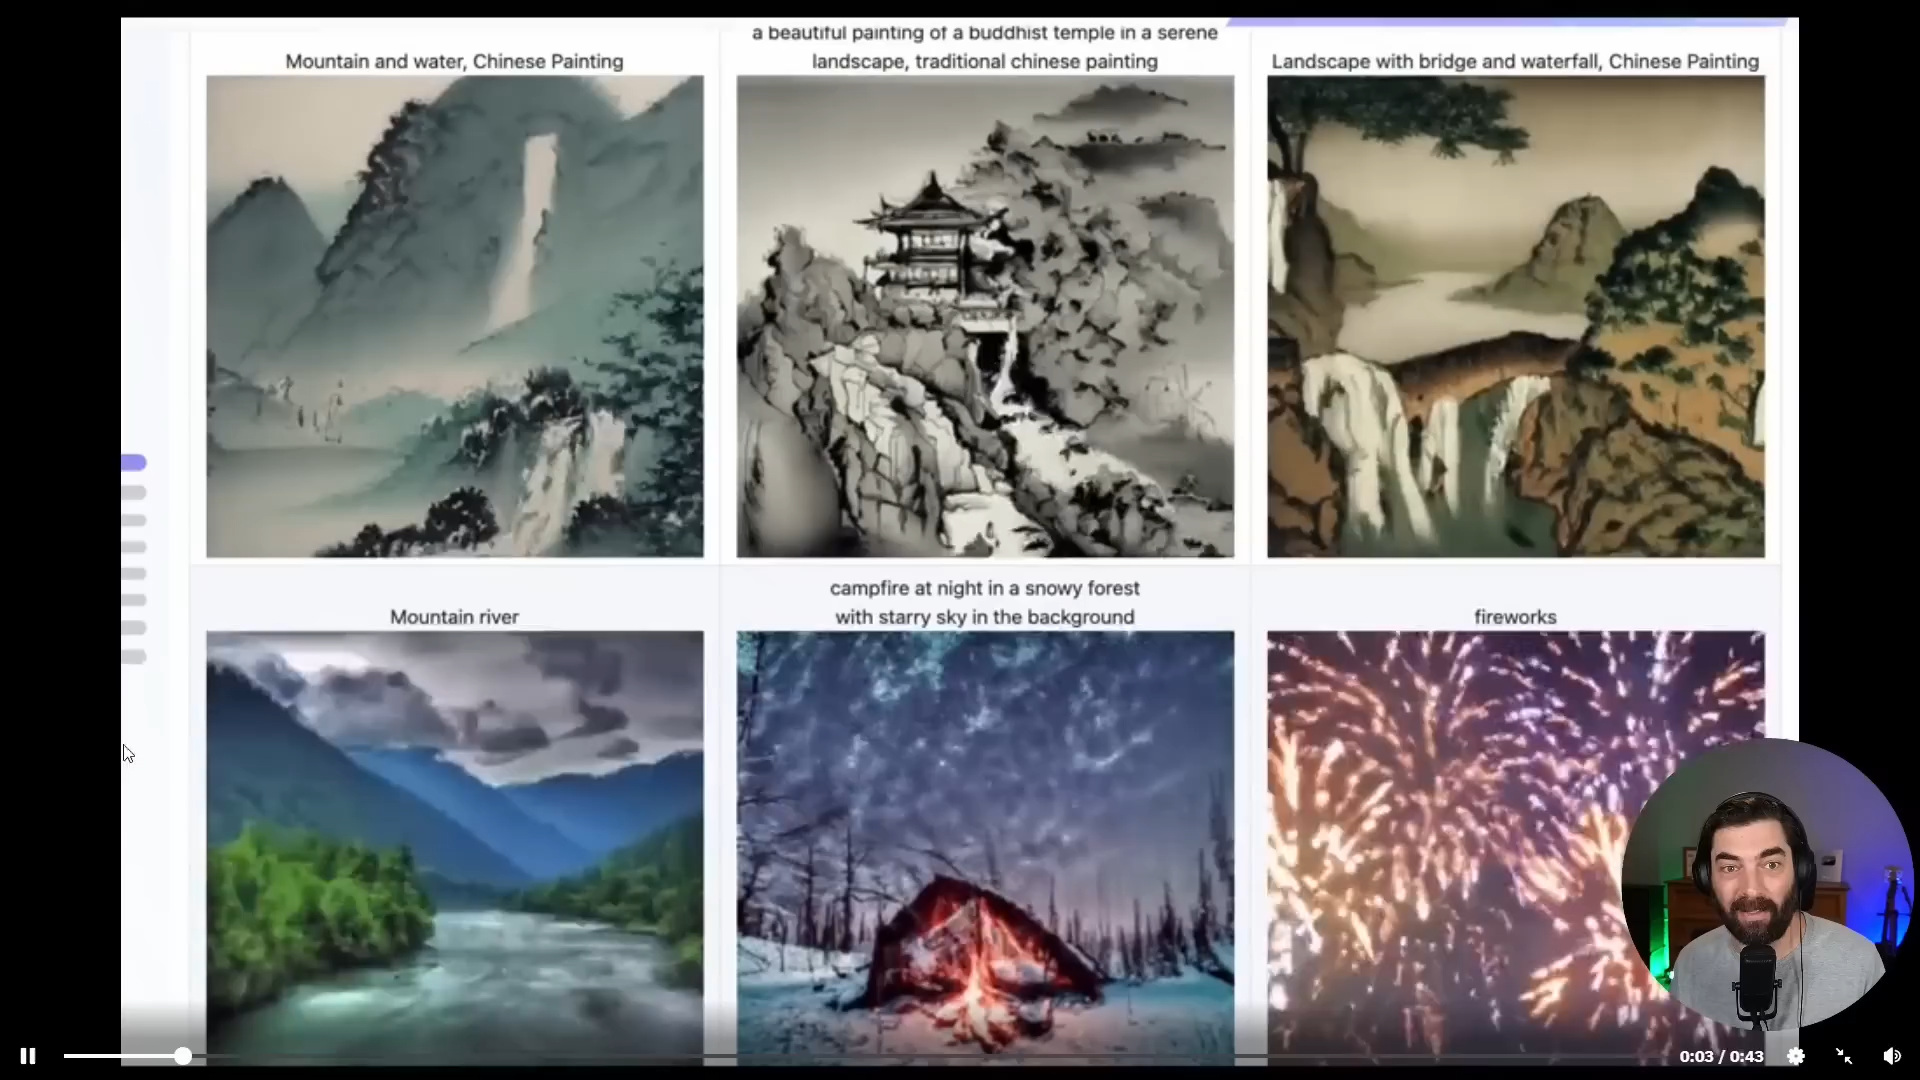 Mountain and water, Chinese Painting
a beautiful painting of a buddhist temple in a serene
landscape, traditional chinese painting
Landscape with bridge and waterfall, Chinese Painting
Mountain river
campfire at night in a snowy forest
with starry sky in the background
fireworks
0:03 / 0:43